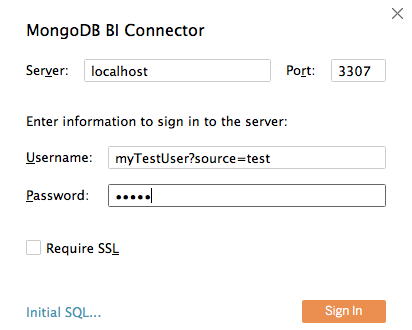 MongoDB BI Connector
Server: localhost Port: 3307
Enter information to sign in to the server:
Username: myTestUser?source=test
Password: •••••
Require SSL
Initial SQL... Sign In